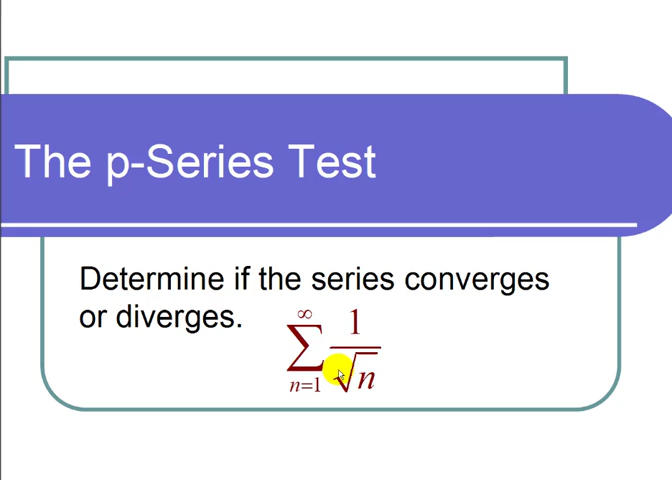 The p-Series Test
Determine if the series converges
or diverges.
∞
∑ 1/√n
n=1